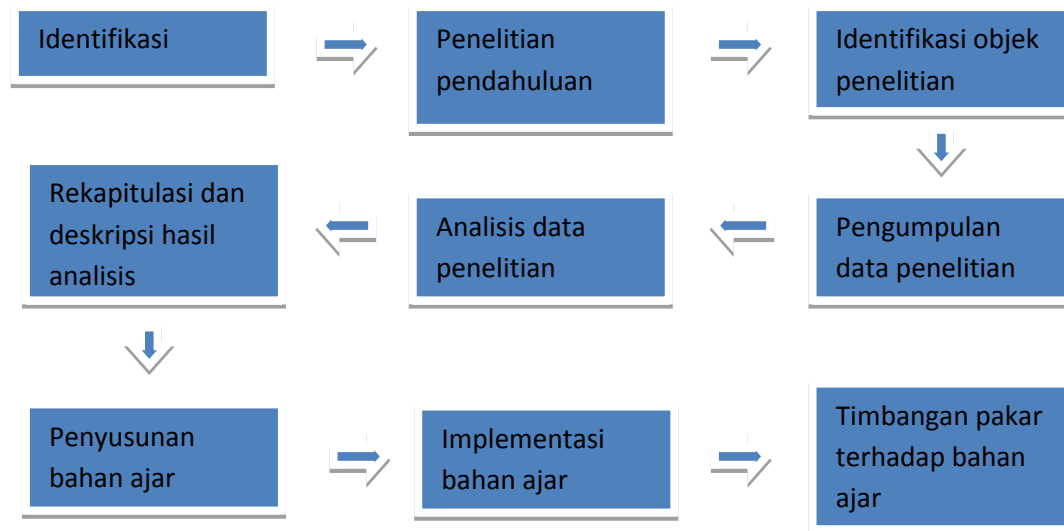 Identifikasi
Penelitian
pendahuluan
Identifikasi objek
penelitian
Pengumpulan
data penelitian
Analisis data
penelitian
Rekapitulasi dan
deskripsi hasil
analisis
Penyusunan
bahan ajar
Implementasi
bahan ajar
Timbangan pakar
terhadap bahan
ajar